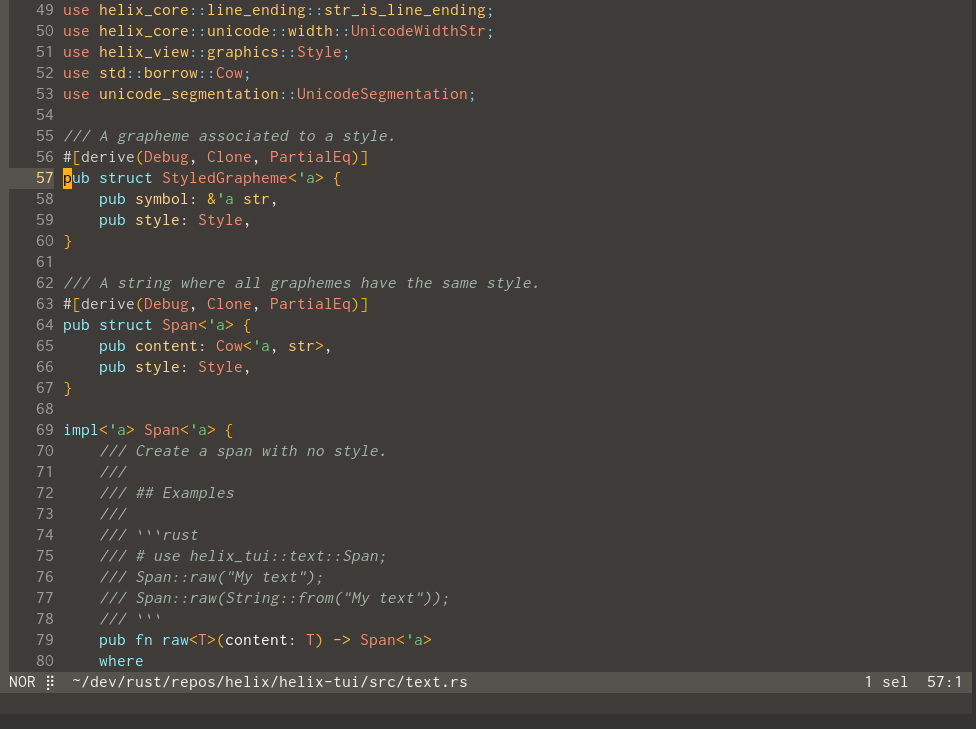 49 use helix_core::line_ending::str_is_line_ending;
50 use helix_core::unicode::width::UnicodeWidthStr;
51 use helix_view::graphics::Style;
52 use std::borrow::Cow;
53 use unicode_segmentation::UnicodeSegmentation;
54
55 /// A grapheme associated to a style.
56 #[derive(Debug, Clone, PartialEq)]
57 pub struct StyledGrapheme<'a> {
58     pub symbol: &'a str,
59     pub style: Style,
60 }
61
62 /// A string where all graphemes have the same style.
63 #[derive(Debug, Clone, PartialEq)]
64 pub struct Span<'a> {
65     pub content: Cow<'a, str>,
66     pub style: Style,
67 }
68
69 impl<'a> Span<'a> {
70     /// Create a span with no style.
71     ///
72     /// ## Examples
73     ///
74     /// ```rust
75     /// # use helix_tui::text::Span;
76     /// Span::raw("My text");
77     /// Span::raw(String::from("My text"));
78     /// ```
79     pub fn raw<T>(content: T) -> Span<'a>
80     where
NOR ⣾ ~/dev/rust/repos/helix/helix-tui/src/text.rs 1 sel 57:1